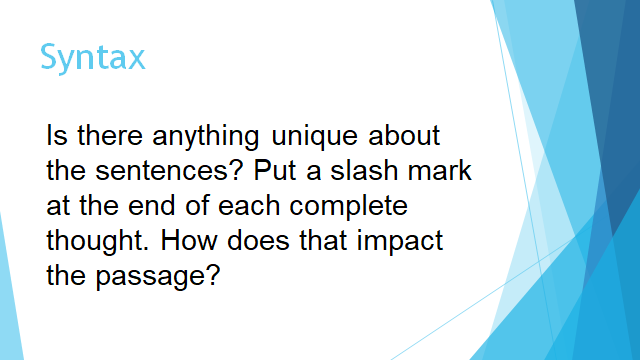 Syntax
Is there anything unique about
the sentences? Put a slash mark
at the end of each complete
thought. How does that impact
the passage?